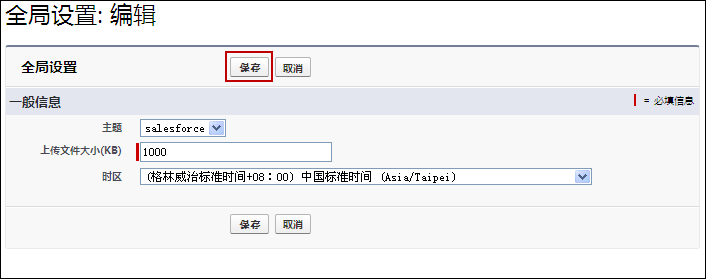 全局设置: 编辑
全局设置 保存 取消
一般信息 = 必填信息
主题 salesforce
上传文件大小(KB) 1000
时区 (格林威治标准时间+08：00) 中国标准时间 (Asia/Taipei)
保存 取消